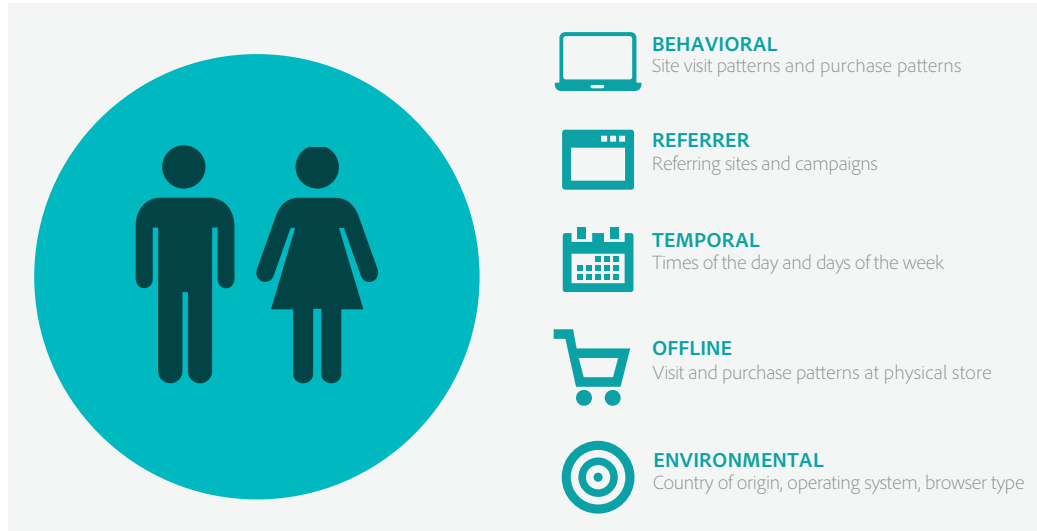 BEHAVIORAL
Site visit patterns and purchase patterns
REFERRER
Referring sites and campaigns
TEMPORAL
Times of the day and days of the week
OFFLINE
Visit and purchase patterns at physical store
ENVIRONMENTAL
Country of origin, operating system, browser type